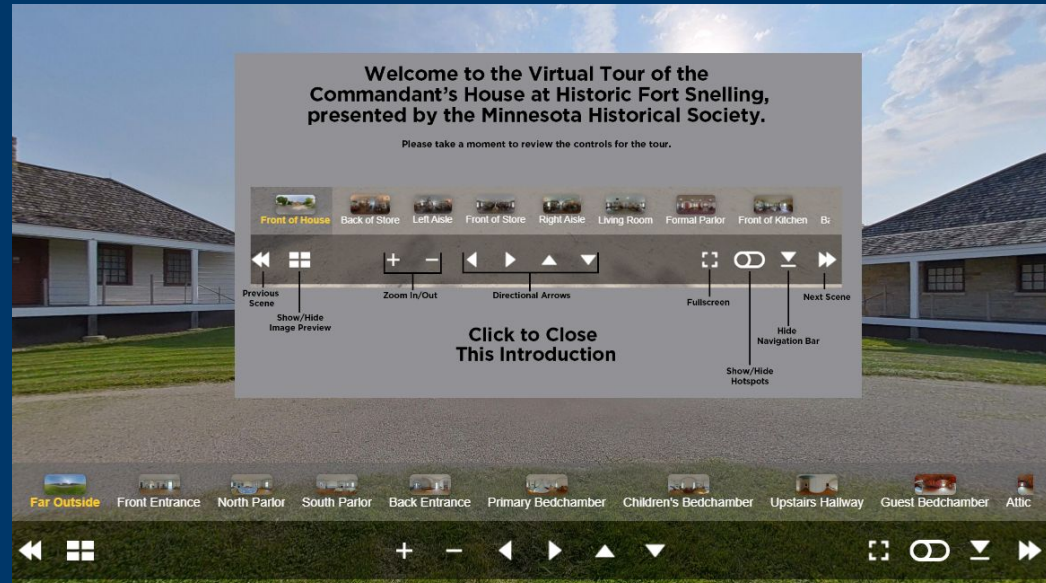 Welcome to the Virtual Tour of the
Commandant's House at Historic Fort Snelling,
presented by the Minnesota Historical Society.
Please take a moment to review the controls for the tour.
Front of House Back of Store Left Aisle Front of Store Right Aisle Living Room Formal Parlor Front of Kitchen Ba
Previous
Scene
Show/Hide
Image Preview
Zoom In/Out
Directional Arrows
Fullscreen
Show/Hide
Hotspots
Hide
Navigation Bar
Next Scene
Click to Close
This Introduction
Far Outside Front Entrance North Parlor South Parlor Back Entrance Primary Bedchamber Children's Bedchamber Upstairs Hallway Guest Bedchamber Attic